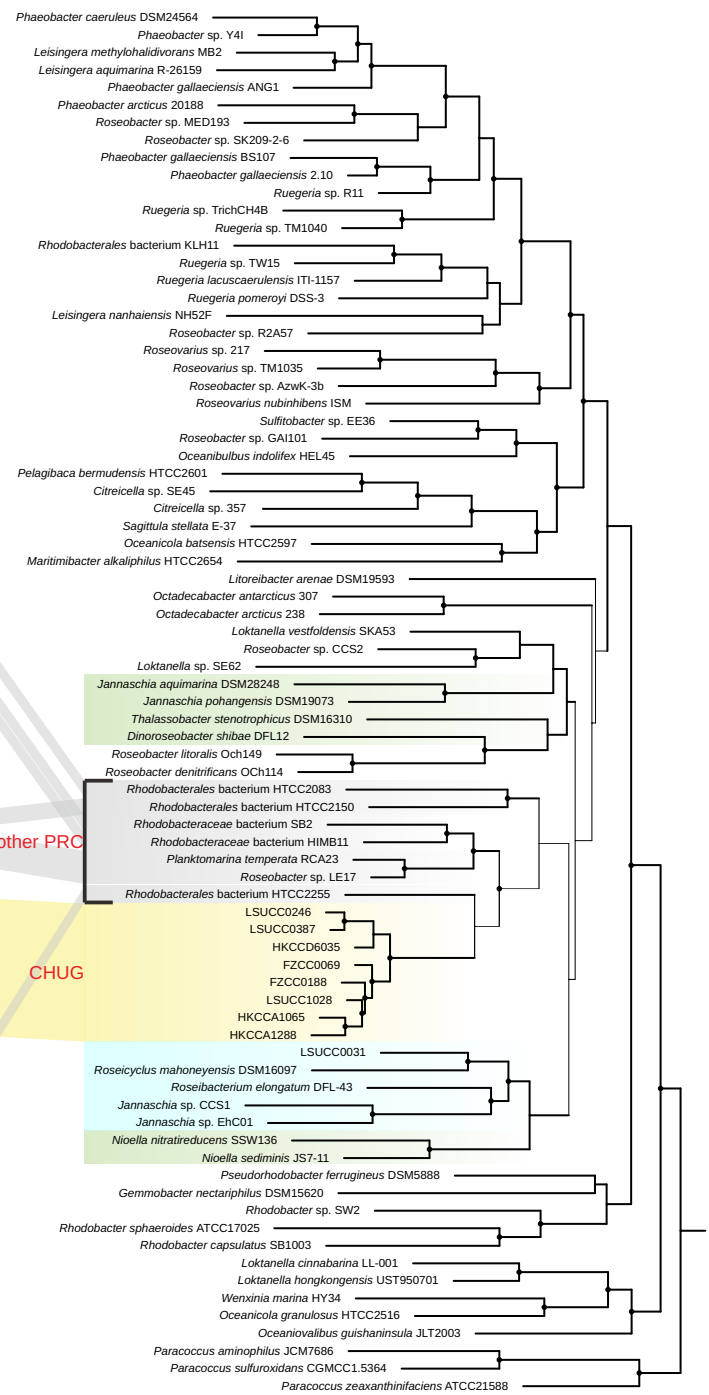 Phaeobacter caeruleus DSM24564
Phaeobacter sp. Y4I
Leisingera methylohalidivorans MB2
Leisingera aquimarina R-26159
Phaeobacter gallaeciensis ANG1
Phaeobacter arcticus 20188
Roseobacter sp. MED193
Roseobacter sp. SK209-2-6
Phaeobacter gallaeciensis BS107
Phaeobacter gallaeciensis 2.10
Ruegeria sp. R11
Ruegeria sp. TrichCH4B
Ruegeria sp. TM1040
Rhodobacterales bacterium KLH11
Ruegeria sp. TW15
Ruegeria lacuscaerulensis ITI-1157
Ruegeria pomeroyi DSS-3
Leisingera nanhaiensis NH52F
Roseobacter sp. R2A57
Roseovarius sp. 217
Roseovarius sp. TM1035
Roseobacter sp. AzwK-3b
Roseovarius nubinhibens ISM
Sulfitobacter sp. EE36
Roseobacter sp. GAI101
Oceanibulbus indolifex HEL45
Pelagibaca bermudensis HTCC2601
Citreicella sp. SE45
Citreicella sp. 357
Sagittula stellata E-37
Oceanicola batsensis HTCC2597
Maritimibacter alkaliphilus HTCC2654
Litoreibacter arenae DSM19593
Octadecabacter antarcticus 307
Octadecabacter arcticus 238
Loktanella vestfoldensis SKA53
Roseobacter sp. CCS2
Loktanella sp. SE62
Jannaschia aquimarina DSM28248
Jannaschia pohangensis DSM19073
Thalassobacter stenotrophicus DSM16310
Dinoroseobacter shibae DFL12
Roseobacter litoralis Och149
Roseobacter denitrificans OCh114
Rhodobacterales bacterium HTCC2083
Rhodobacterales bacterium HTCC2150
Rhodobacteraceae bacterium SB2
other PRC
Rhodobacteraceae bacterium HIMB11
Planktomarina temperata RCA23
Roseobacter sp. LE17
Rhodobacterales bacterium HTCC2255
LSUCC0246
LSUCC0387
HKCCD6035
FZCC0069
CHUG
FZCC0188
LSUCC1028
HKCCA1065
HKCCA1288
LSUCC0031
Roseicyclus mahoneyensis DSM16097
Roseibacterium elongatum DFL-43
Jannaschia sp. CCS1
Jannaschia sp. EhC01
Nioella nitratireducens SSW136
Nioella sediminis JS7-11
Pseudorhodobacter ferrugineus DSM5888
Gemmobacter nectariphilus DSM15620
Rhodobacter sp. SW2
Rhodobacter sphaeroides ATCC17025
Rhodobacter capsulatus SB1003
Loktanella cinnabarina LL-001
Loktanella hongkongensis UST950701
Wenxinia marina HY34
Oceanicola granulosus HTCC2516
Oceaniovalibus guishaninsula JLT2003
Paracoccus aminophilus JCM7686
Paracoccus sulfuroxidans CGMCC1.5364
Paracoccus zeaxanthinifaciens ATCC21588